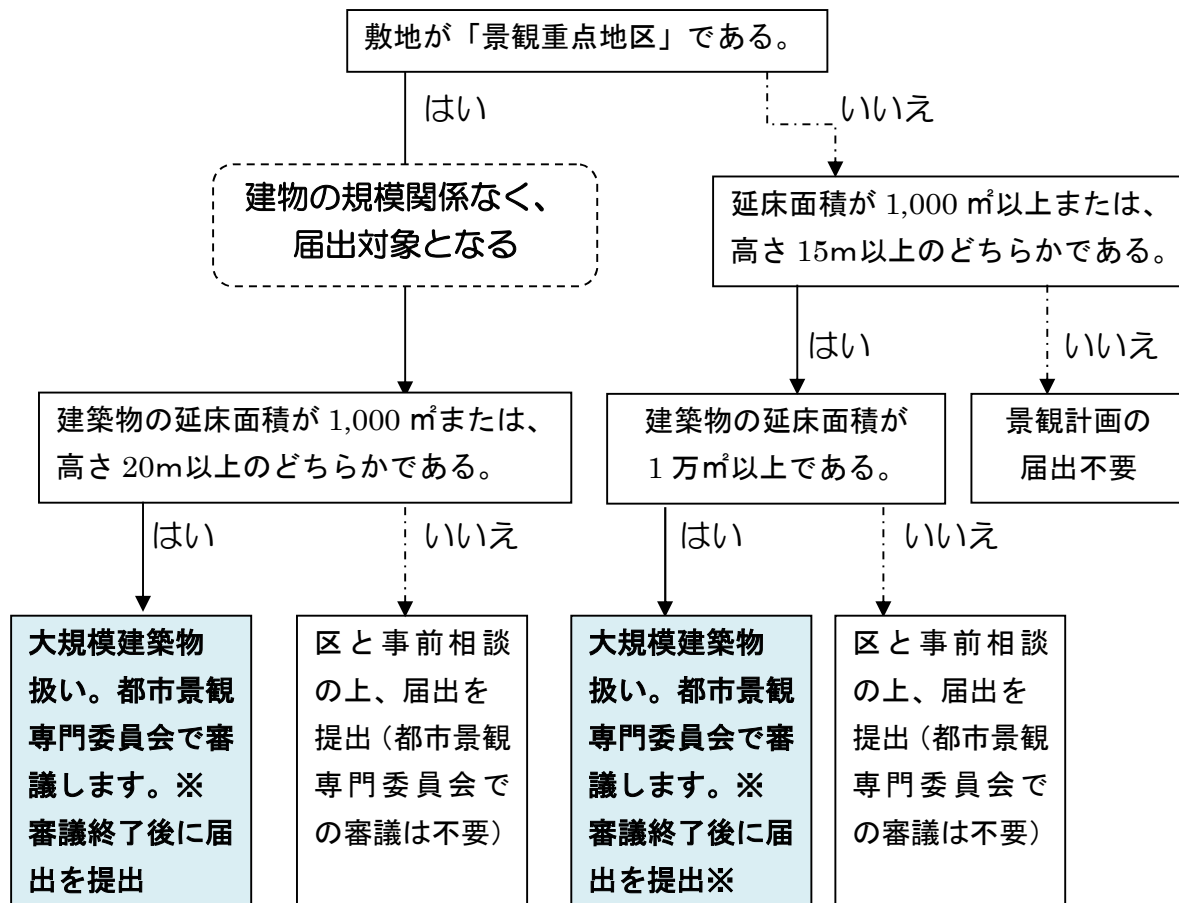 敷地が「景観重点地区」である。
はい
いいえ
建物の規模関係なく、
届出対象となる
延床面積が 1,000 ㎡以上または、
高さ 15m以上のどちらかである。
はい
いいえ
建築物の延床面積が 1,000 ㎡または、
高さ 20m以上のどちらかである。
建築物の延床面積が
1 万㎡以上である。
景観計画の
届出不要
はい
いいえ
はい
いいえ
大規模建築物
扱い。都市景観
専門委員会で審
議します。※
審議終了後に届
出を提出
区と事前相談
の上、届出を
提出（都市景観
専門委員会で
の審議は不要）
大規模建築物
扱い。都市景観
専門委員会で審
議します。※
審議終了後に届
出を提出※
区と事前相談
の上、届出を
提出（都市景観
専門委員会で
の審議は不要）